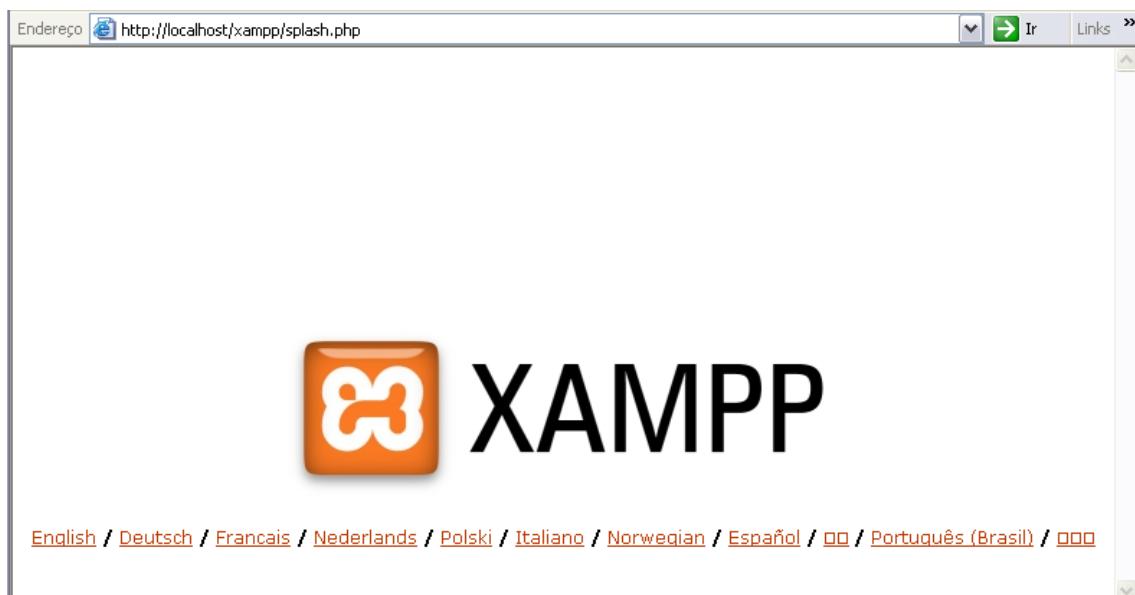 Endereço http://localhost/xampp/splash.php Ir Links »
XAMPP
English / Deutsch / Francais / Nederlands / Polski / Italiano / Norwegian / Español / □□ / Português (Brasil) / □□□